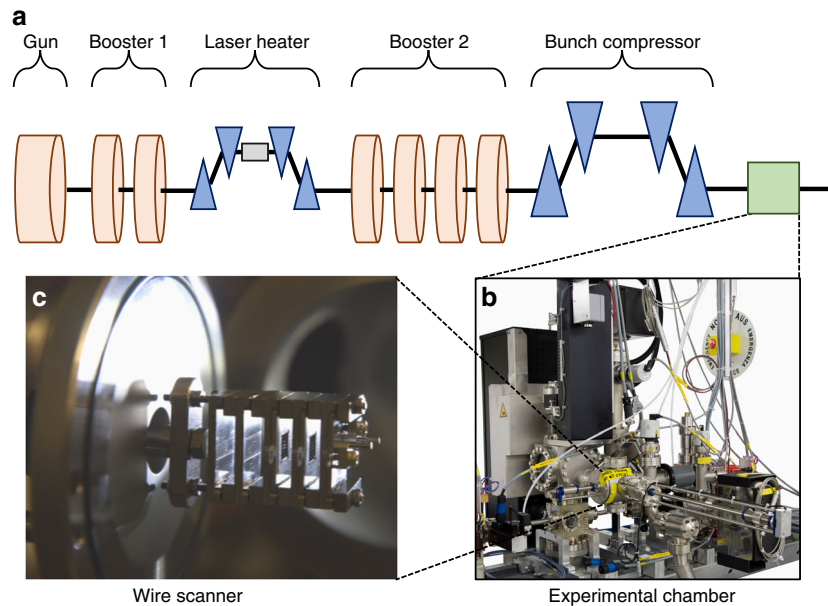 a
Gun
Booster 1
Laser heater
Booster 2
Bunch compressor
c
b
Wire scanner
Experimental chamber